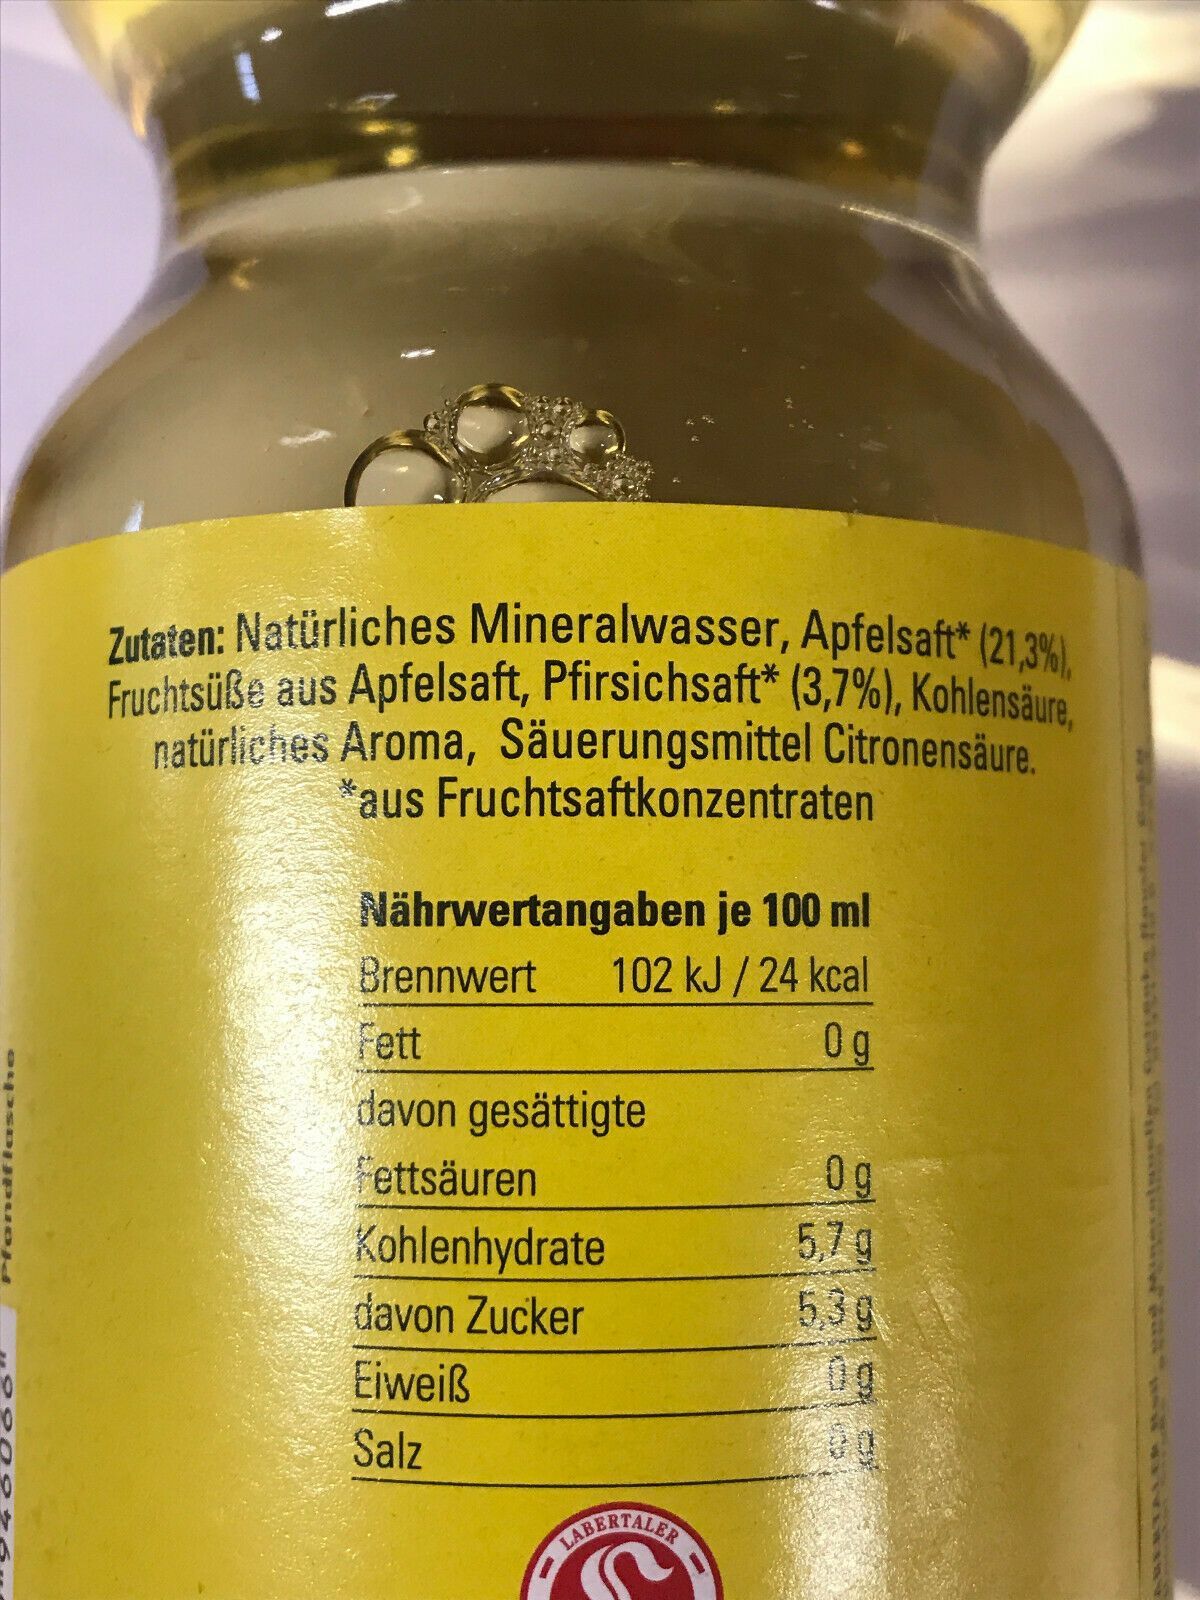 Zutaten: Natürliches Mineralwasser, Apfelsaft* (21,3%),
Fruchtsüße aus Apfelsaft, Pfirsichsaft* (3,7%), Kohlensäure,
natürliches Aroma, Säuerungsmittel Citronensäure.
*aus Fruchtsaftkonzentraten
Nährwertangaben je 100 ml
Brennwert 102 kJ / 24 kcal
Fett 0 g
davon gesättigte
Fettsäuren 0 g
Kohlenhydrate 5,7 g
davon Zucker 5,3 g
Eiweiß 0 g
Salz 0 g
LABERTALER
Pfandflasche